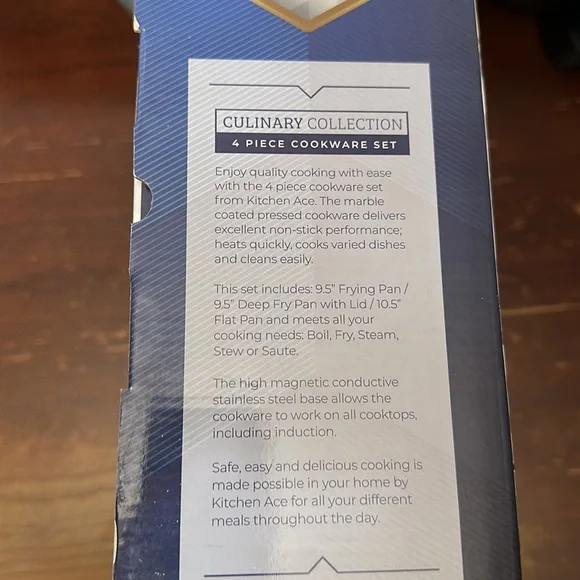 CULINARY COLLECTION
4 PIECE COOKWARE SET
Enjoy quality cooking with ease
with the 4 piece cookware set
from Kitchen Ace. The marble
coated pressed cookware delivers
excellent non-stick performance;
heats quickly, cooks varied dishes
and cleans easily.
This set includes: 9.5" Frying Pan /
9.5" Deep Fry Pan with Lid / 10.5"
Flat Pan and meets all your
cooking needs: Boil, Fry, Steam,
Stew or Saute.
The high magnetic conductive
stainless steel base allows the
cookware to work on all cooktops,
including induction.
Safe, easy and delicious cooking is
made possible in your home by
Kitchen Ace for all your different
meals throughout the day.